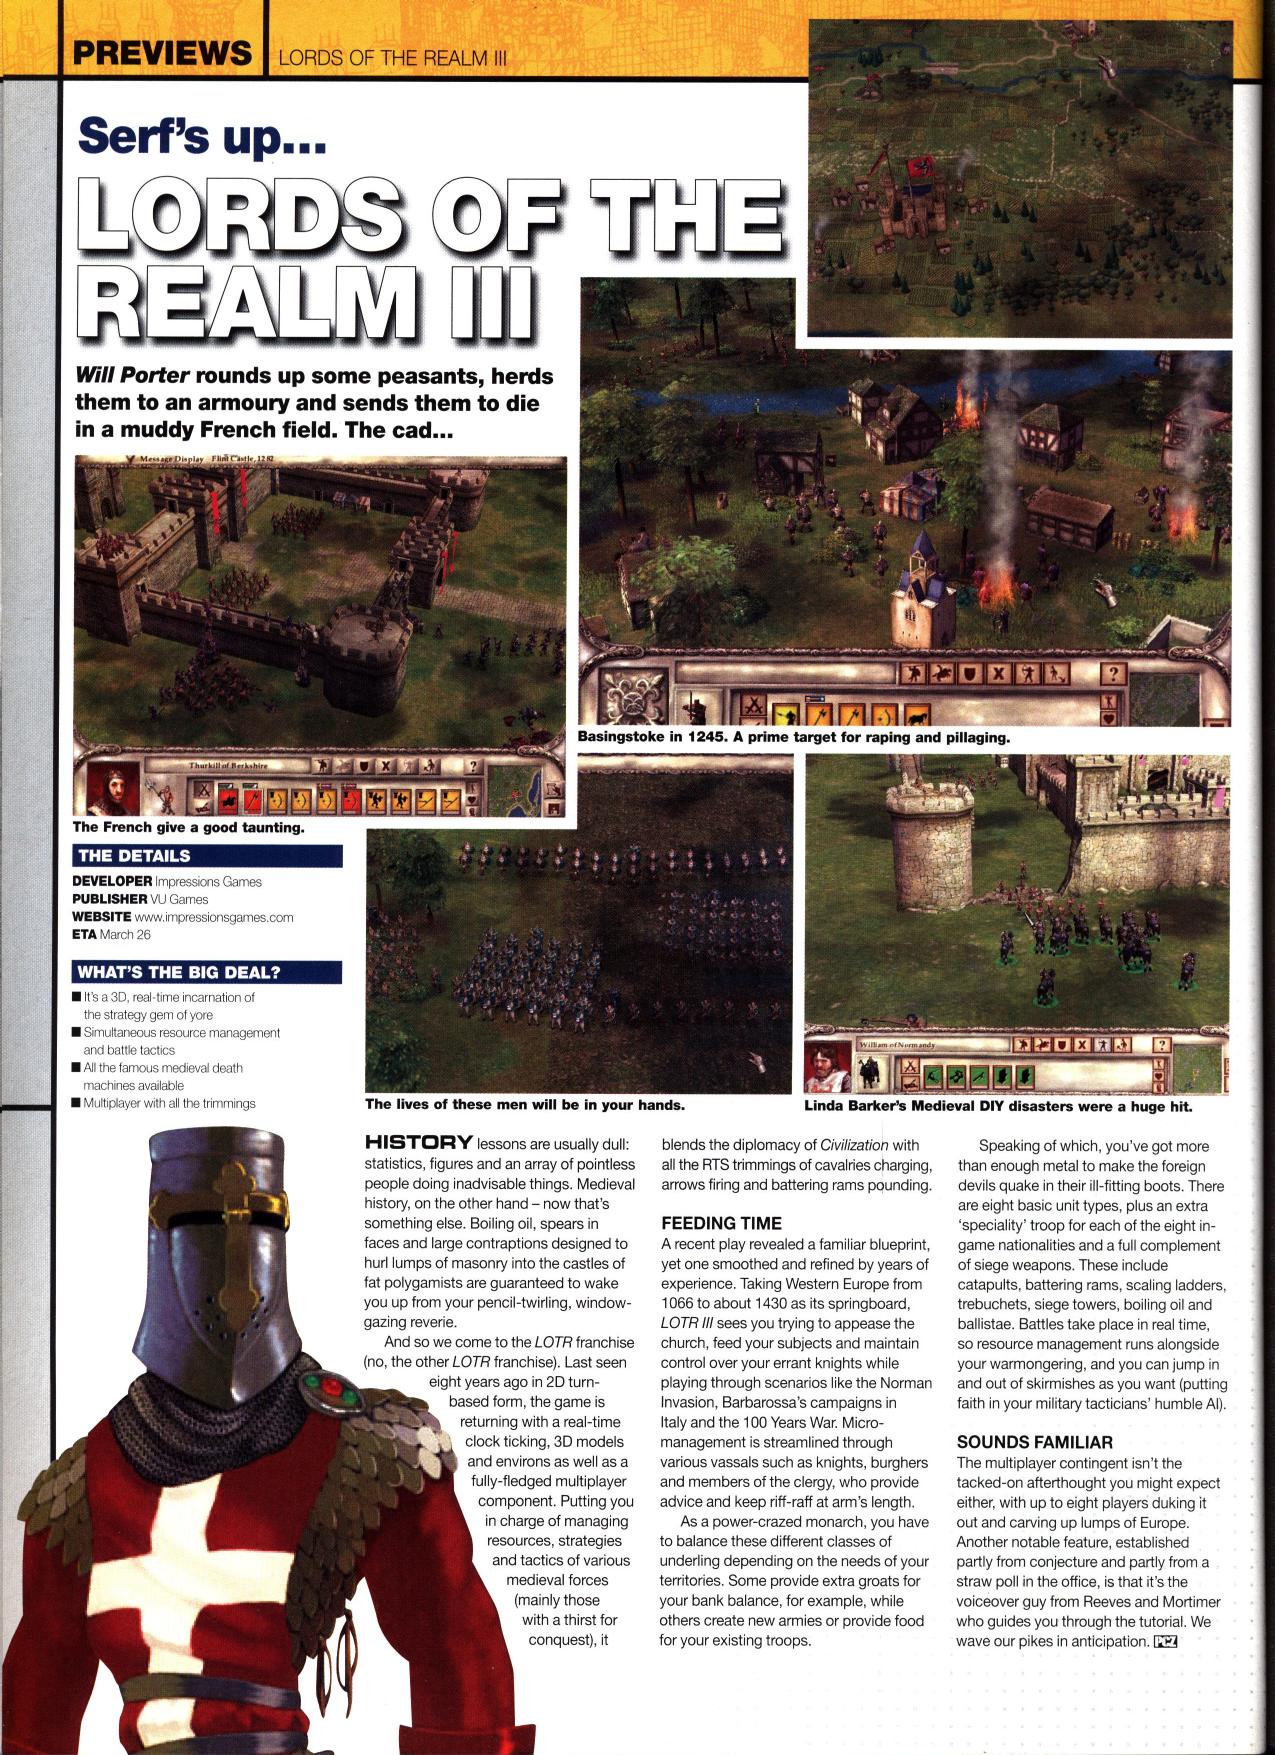 PREVIEWS LORDS OF THE REALM III
Serf's up...
LORDS OF THE
REALM III
Will Porter rounds up some peasants, herds
them to an armoury and sends them to die
in a muddy French field. The cad...
Message Display Flint Castle, 1282
Thurkill of Berkshire
?
The French give a good taunting.
?
Basingstoke in 1245. A prime target for raping and pillaging.
The lives of these men will be in your hands.
William of Normandy
?
Linda Barker's Medieval DIY disasters were a huge hit.
THE DETAILS
DEVELOPER Impressions Games
PUBLISHER VU Games
WEBSITE www.impressionsgames.com
ETA March 26
WHAT'S THE BIG DEAL?
■ It's a 3D, real-time incarnation of
the strategy gem of yore
■ Simultaneous resource management
and battle tactics
■ All the famous medieval death
machines available
■ Multiplayer with all the trimmings
HISTORY lessons are usually dull:
statistics, figures and an array of pointless
people doing inadvisable things. Medieval
history, on the other hand – now that's
something else. Boiling oil, spears in
faces and large contraptions designed to
hurl lumps of masonry into the castles of
fat polygamists are guaranteed to wake
you up from your pencil-twirling, window-
gazing reverie.
And so we come to the LOTR franchise
(no, the other LOTR franchise). Last seen
eight years ago in 2D turn-
based form, the game is
returning with a real-time
clock ticking, 3D models
and environs as well as a
fully-fledged multiplayer
component. Putting you
in charge of managing
resources, strategies
and tactics of various
medieval forces
(mainly those
with a thirst for
conquest), it
blends the diplomacy of Civilization with
all the RTS trimmings of cavalries charging,
arrows firing and battering rams pounding.
FEEDING TIME
A recent play revealed a familiar blueprint,
yet one smoothed and refined by years of
experience. Taking Western Europe from
1066 to about 1430 as its springboard,
LOTR III sees you trying to appease the
church, feed your subjects and maintain
control over your errant knights while
playing through scenarios like the Norman
Invasion, Barbarossa's campaigns in
Italy and the 100 Years War. Micro-
management is streamlined through
various vassals such as knights, burghers
and members of the clergy, who provide
advice and keep riff-raff at arm's length.
As a power-crazed monarch, you have
to balance these different classes of
underling depending on the needs of your
territories. Some provide extra groats for
your bank balance, for example, while
others create new armies or provide food
for your existing troops.
Speaking of which, you've got more
than enough metal to make the foreign
devils quake in their ill-fitting boots. There
are eight basic unit types, plus an extra
'speciality' troop for each of the eight in-
game nationalities and a full complement
of siege weapons. These include
catapults, battering rams, scaling ladders,
trebuchets, siege towers, boiling oil and
ballistae. Battles take place in real time,
so resource management runs alongside
your warmongering, and you can jump in
and out of skirmishes as you want (putting
faith in your military tacticians' humble AI).
SOUNDS FAMILIAR
The multiplayer contingent isn't the
tacked-on afterthought you might expect
either, with up to eight players duking it
out and carving up lumps of Europe.
Another notable feature, established
partly from conjecture and partly from a
straw poll in the office, is that it's the
voiceover guy from Reeves and Mortimer
who guides you through the tutorial. We
wave our pikes in anticipation. PCZ